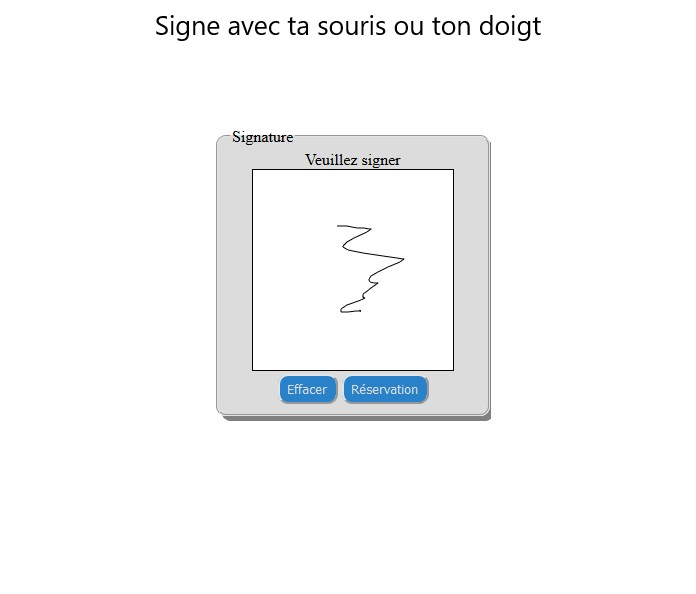 Signe avec ta souris ou ton doigt
Signature
Veuillez signer
Effacer
Réservation